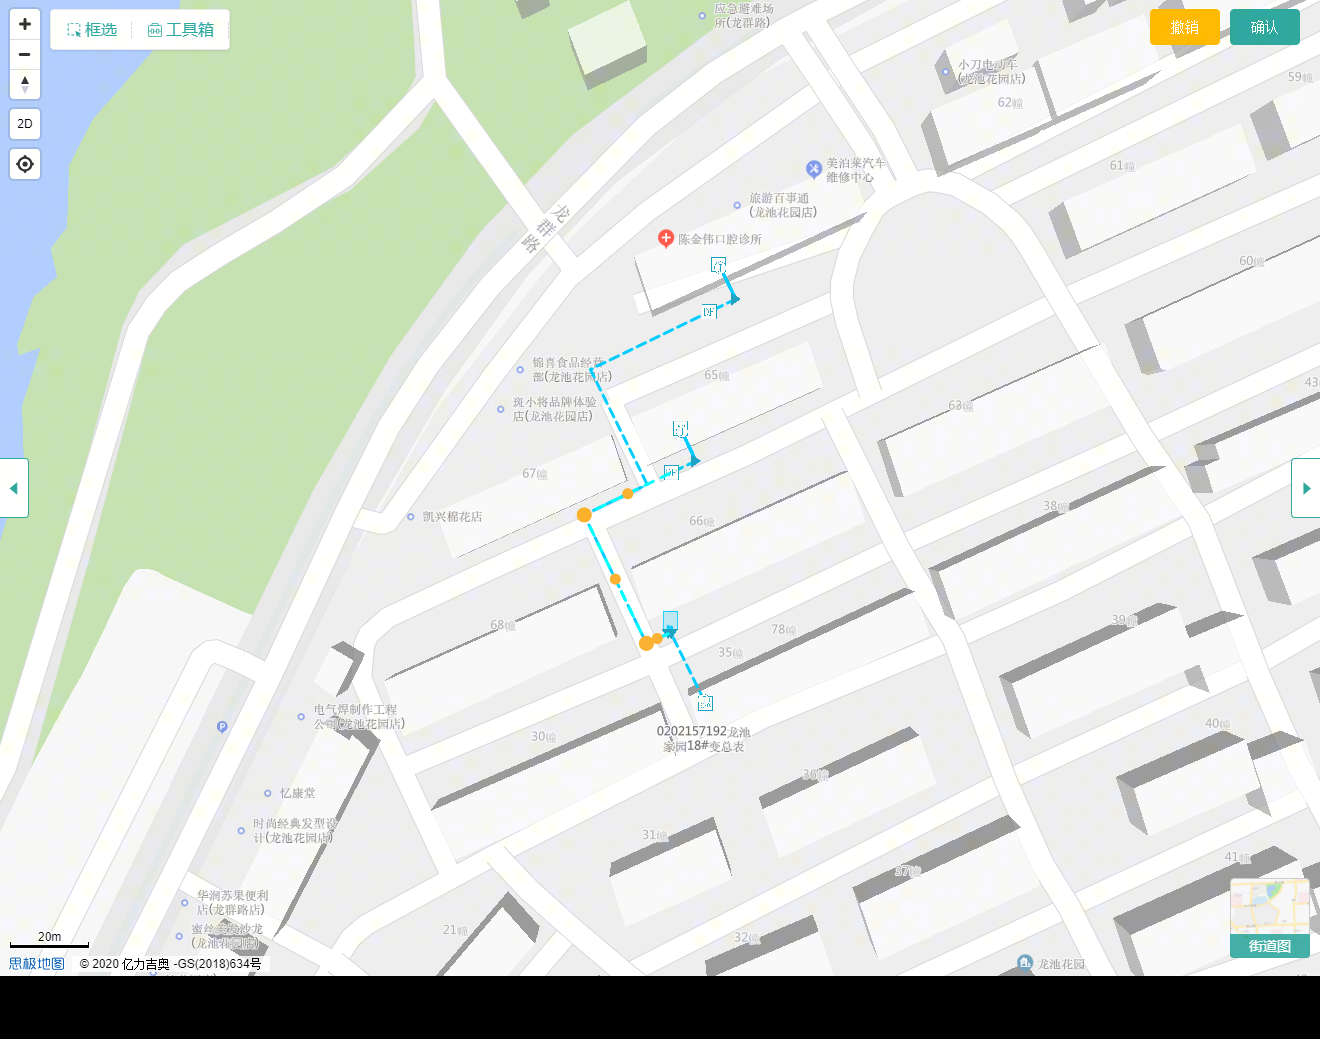 框选
工具箱
撤销
确认
2D
应急避难场
所(龙群路)
小刀电动车
(龙池花园店)
59幢
62幢
美泊莱汽车
维修中心
61幢
旅游百事通
(龙池花园店)
龙群路
陈金伟口腔诊所
60幢
锦喜食品经营
部(龙池花园店)
65幢
43
斑小将品牌体验
店(龙池花园店)
63幢
67幢
凯兴棉花店
66幢
38幢
68幢
78幢
39幢
35幢
电气焊制作工程
公司(龙池花园店)
30幢
0202157192龙池
家园18#变总表
40幢
36幢
忆康堂
时尚经典发型设
计(龙池花园店)
31幢
41幢
37幢
华润苏果便利
店(龙群路店)
21幢
蜜丝美发沙龙
(龙池花园店)
32幢
20m
街道图
龙池花园
思极地图
© 2020 亿力吉奥 -GS(2018)634号